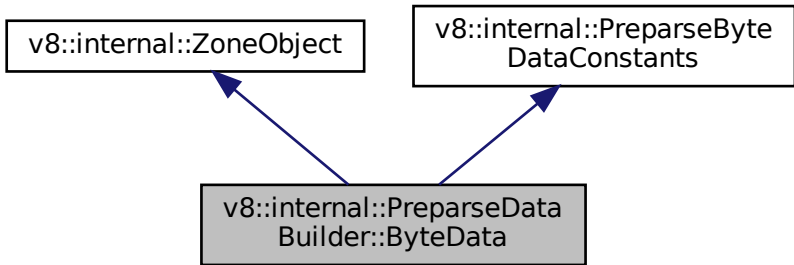 v8::internal::ZoneObject
v8::internal::PreparseByte
DataConstants
v8::internal::PreparseData
Builder::ByteData